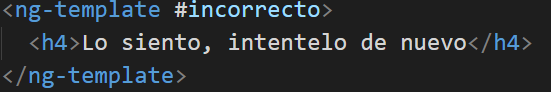 <ng-template #incorrecto>
<h4>Lo siento, intentelo de nuevo</h4>
</ng-template>